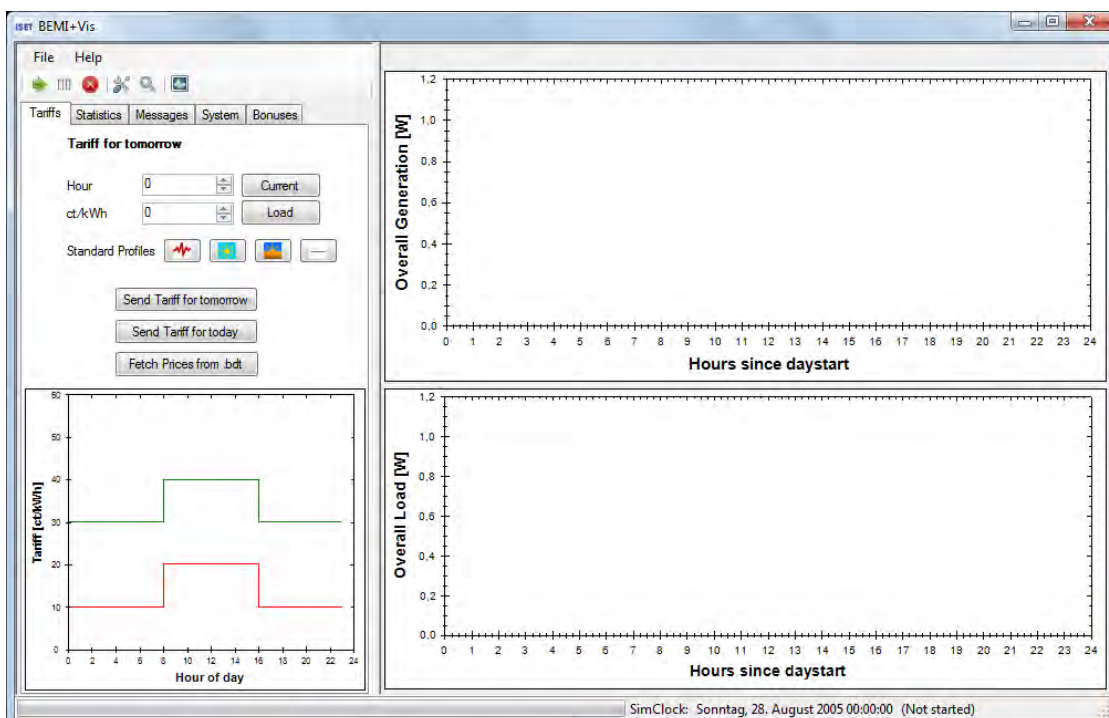 ISET BEMI+Vis
File Help
Tariffs Statistics Messages System Bonuses
Tariff for tomorrow
Hour 0 Current
ct/kWh 0 Load
Standard Profiles
Send Tariff for tomorrow
Send Tariff for today
Fetch Prices from .bdt
60
50
40
30
20
10
0
Tariff [ct/kWh]
0 2 4 6 8 10 12 14 16 18 20 22 24
Hour of day
1,2
1,0
0,8
0,6
0,4
0,2
0,0
Overall Generation [W]
0 1 2 3 4 5 6 7 8 9 10 11 12 13 14 15 16 17 18 19 20 21 22 23 24
Hours since daystart
1,2
1,0
0,8
0,6
0,4
0,2
0,0
Overall Load [W]
0 1 2 3 4 5 6 7 8 9 10 11 12 13 14 15 16 17 18 19 20 21 22 23 24
Hours since daystart
SimClock: Sonntag, 28. August 2005 00:00:00 (Not started)